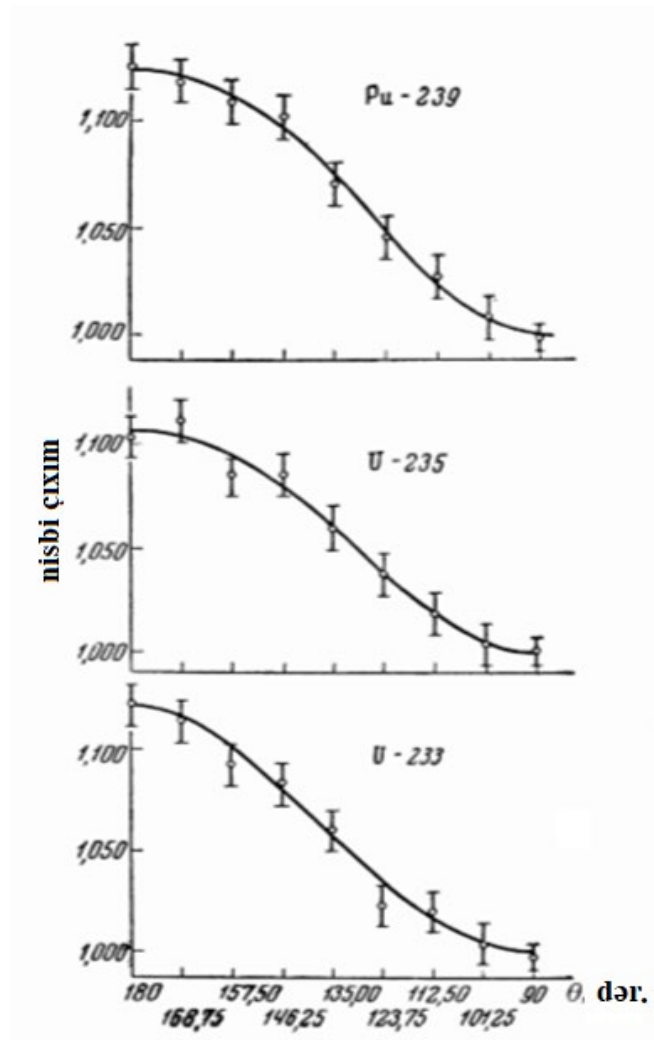 Pu - 239
1,100
1,050
1,000
nisbi çıxım
U - 235
1,100
1,050
1,000
U - 233
1,100
1,050
1,000
180 157,50 135,00 112,50 90 θ, dər.
168,75 146,25 123,75 101,25